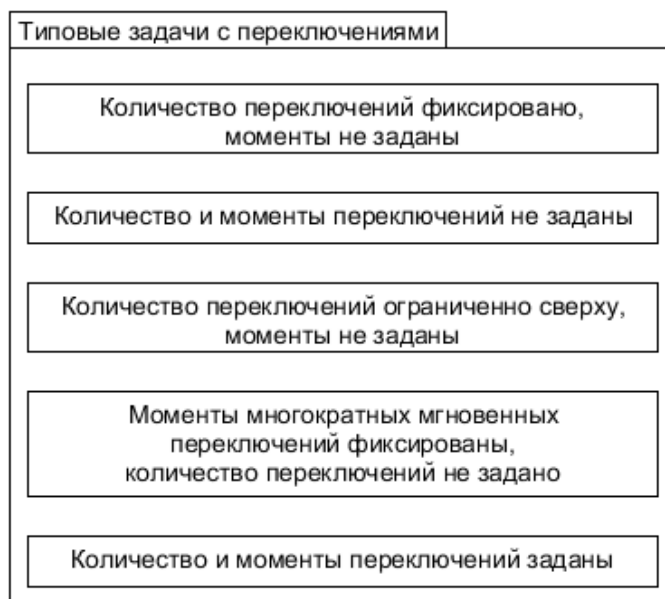 Типовые задачи с переключениями
Количество переключений фиксировано,
моменты не заданы
Количество и моменты переключений не заданы
Количество переключений ограниченно сверху,
моменты не заданы
Моменты многократных мгновенных
переключений фиксированы,
количество переключений не задано
Количество и моменты переключений заданы